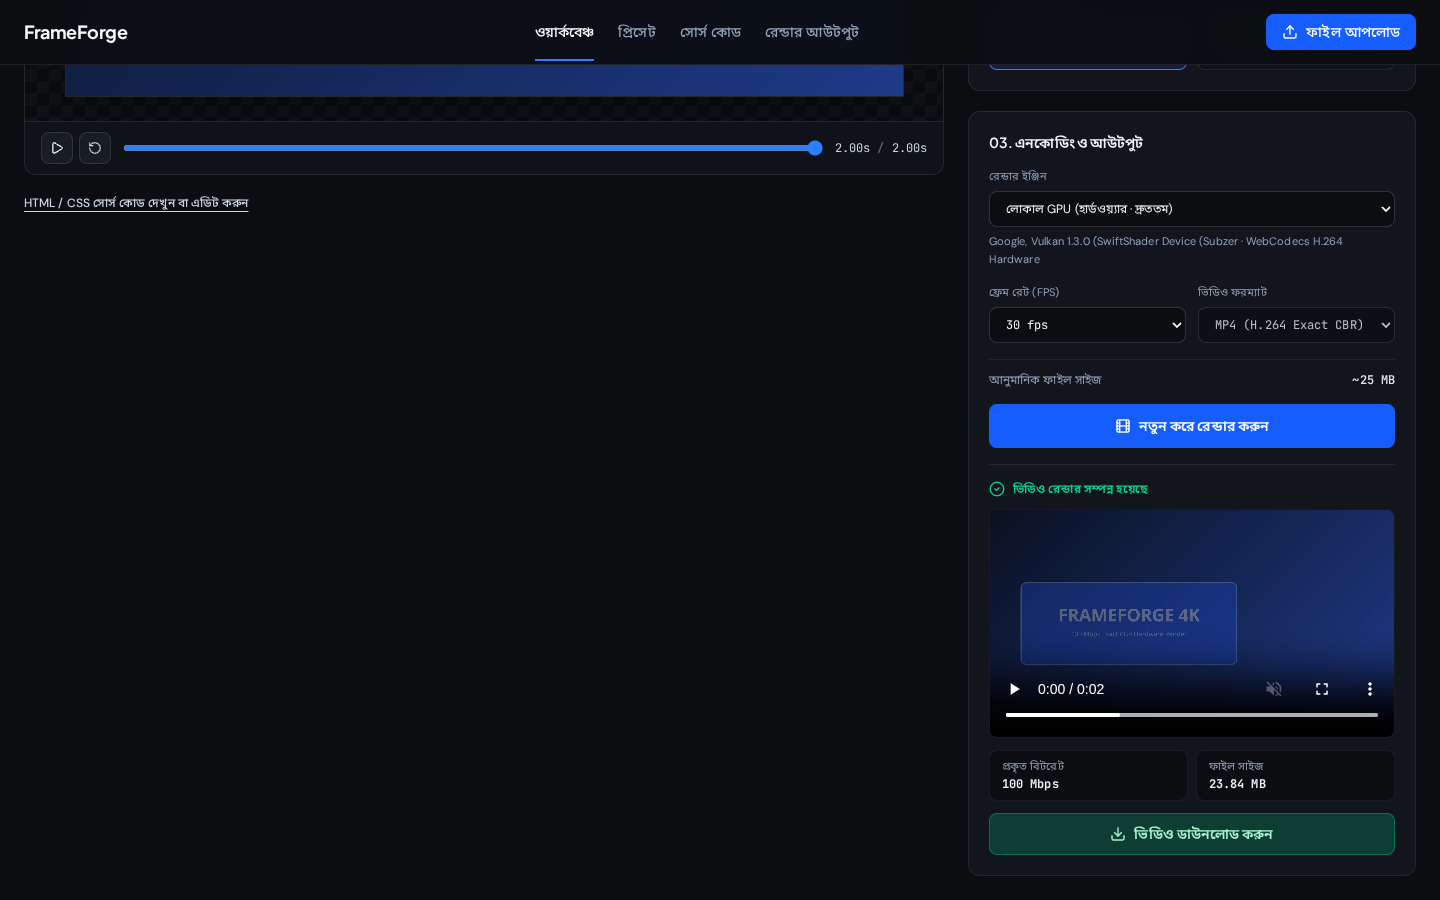 FrameForge
ওয়ার্কবেঞ্চ
প্রিসেট
সোর্স কোড
রেন্ডার আউটপুট
ফাইল আপলোড
2.00s / 2.00s
HTML / CSS সোর্স কোড দেখুন বা এডিট করুন
03. এনকোডিং ও আউটপুট
রেন্ডার ইঞ্জিন
লোকাল GPU (হার্ডওয়্যার · দ্রুততম)
Google, Vulkan 1.3.0 (SwiftShader Device (Subzer · WebCodecs H.264
Hardware
ফ্রেম রেট (FPS)
ভিডিও ফরম্যাট
30 fps
MP4 (H.264 Exact CBR)
আনুমানিক ফাইল সাইজ
~25 MB
নতুন করে রেন্ডার করুন
ভিডিও রেন্ডার সম্পন্ন হয়েছে
FRAMEFORGE 4K
0:00 / 0:02
প্রকৃত বিটরেট
100 Mbps
ফাইল সাইজ
23.84 MB
ভিডিও ডাউনলোড করুন